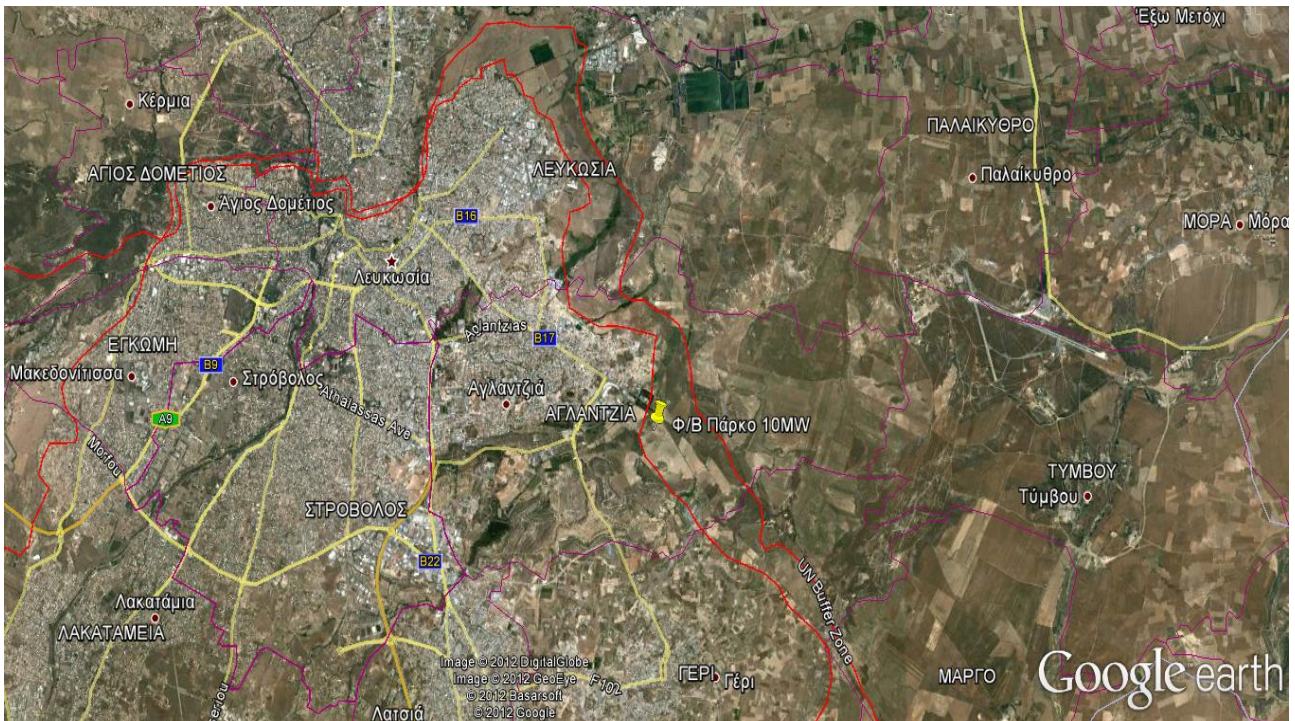 Έξω Μετόχι
Κέρμια
ΠΑΛΑΙΚΥΘΡΟ
ΛΕΥΚΩΣΙΑ
ΑΓΙΟΣ ΔΟΜΕΤΙΟΣ
Παλαίκυθρο
Άγιος Δομέτιος
B16
ΜΟΡΑ
Μόρα
Λευκωσία
Aglantzias
B17
ΕΓΚΩΜΗ
B9
Μακεδονίτισσα
Στρόβολος
Αγλαντζιά
Athalassas Ave
A9
ΑΓΛΑΝΤΖΙΑ
Φ/Β Πάρκο 10MW
Morfou
ΤΥΜΒΟΥ
Τύμβου
ΣΤΡΟΒΟΛΟΣ
B22
UN Buffer Zone
Λακατάμια
ΛΑΚΑΤΑΜΕΙΑ
Image © 2012 DigitalGlobe
Image © 2012 GeoEye
© 2012 Basarsoft
© 2012 Google
F102
ΓΕΡΙ
Γέρι
ΜΑΡΓΟ
Google earth
Λατσιά